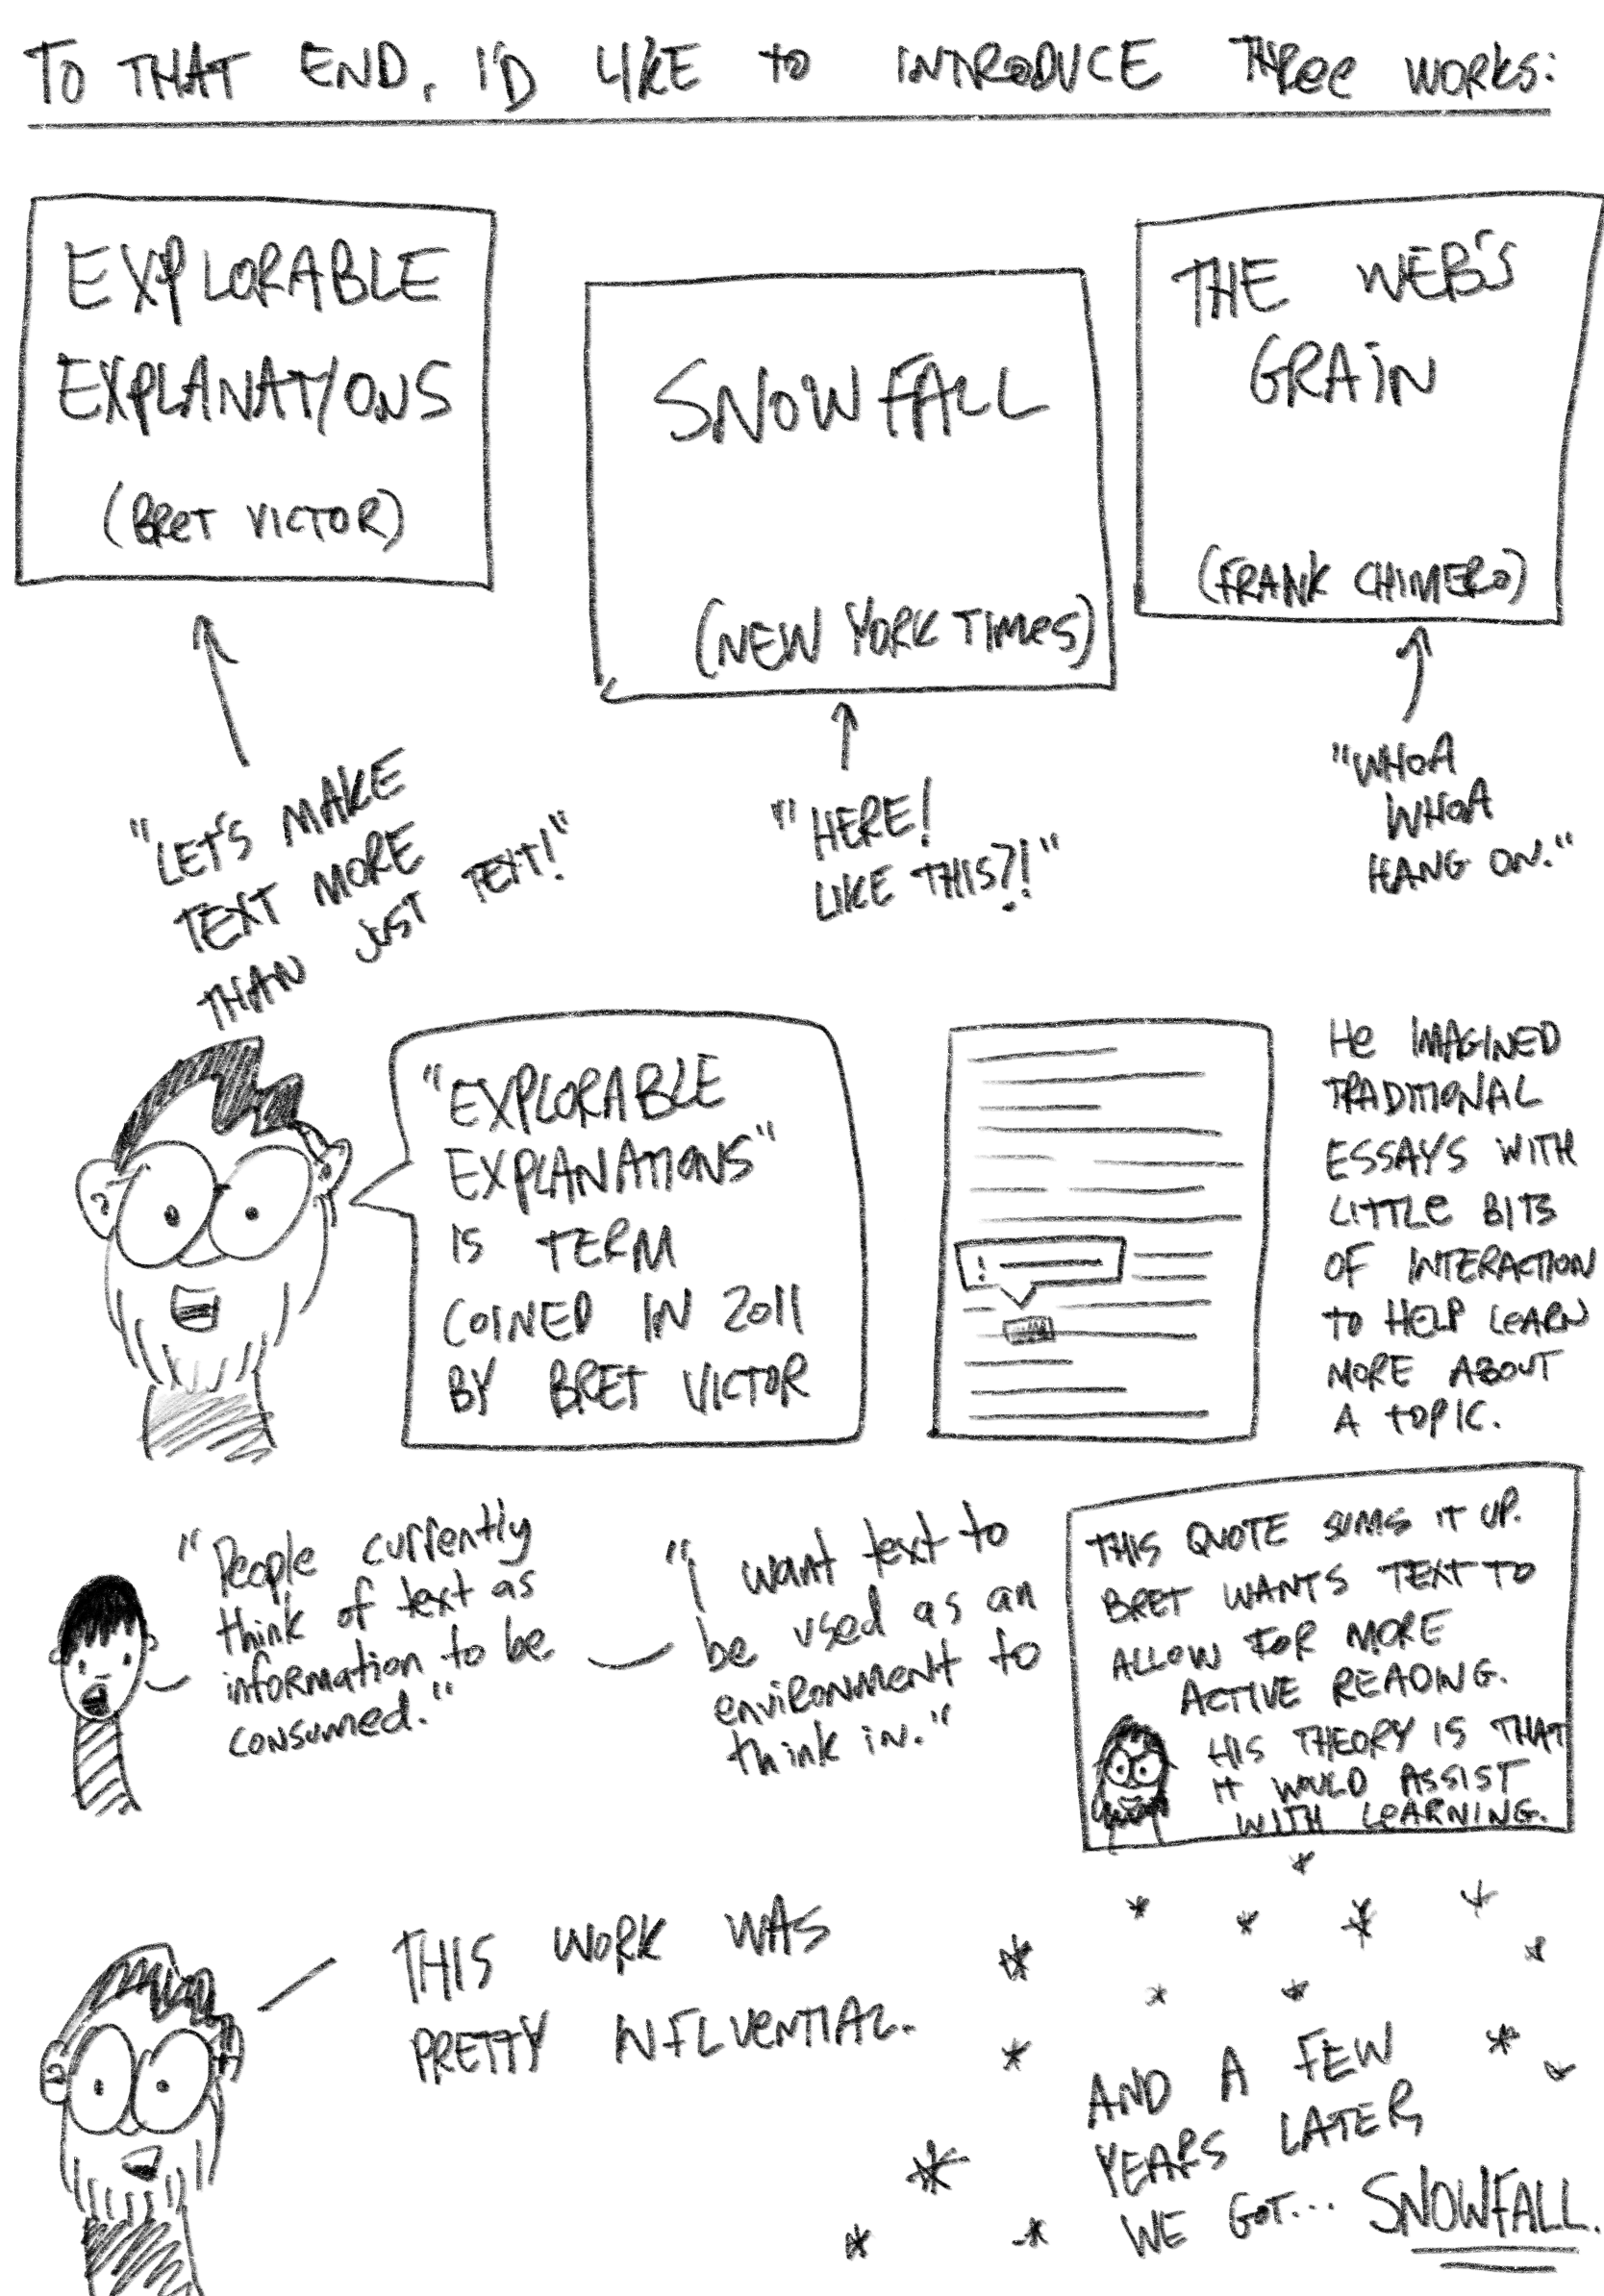 TO THAT END, I'D LIKE TO INTRODUCE THREE WORKS:
EXPLORABLE
EXPLANATIONS
(BRET VICTOR)
SNOWFALL
(NEW YORK TIMES)
THE WEB'S
GRAIN
(FRANK CHIMERO)
"LET'S MAKE
TEXT MORE
THAN JUST TEXT!"
"HERE!
LIKE THIS?!"
"WHOA
WHOA
HANG ON."
"EXPLORABLE
EXPLANATIONS"
IS TERM
COINED IN 2011
BY BRET VICTOR
!
HE IMAGINED
TRADITIONAL
ESSAYS WITH
LITTLE BITS
OF INTERACTION
TO HELP LEARN
MORE ABOUT
A TOPIC.
"People currently
think of text as
information to be
consumed."
"I want text to
be used as an
environment to
think in."
THIS QUOTE SUMS IT UP.
BRET WANTS TEXT TO
ALLOW FOR MORE
ACTIVE READING.
HIS THEORY IS THAT
IT WOULD ASSIST
WITH LEARNING.
THIS WORK WAS
PRETTY INFLUENTIAL.
AND A FEW
YEARS LATER,
WE GOT... SNOWFALL.